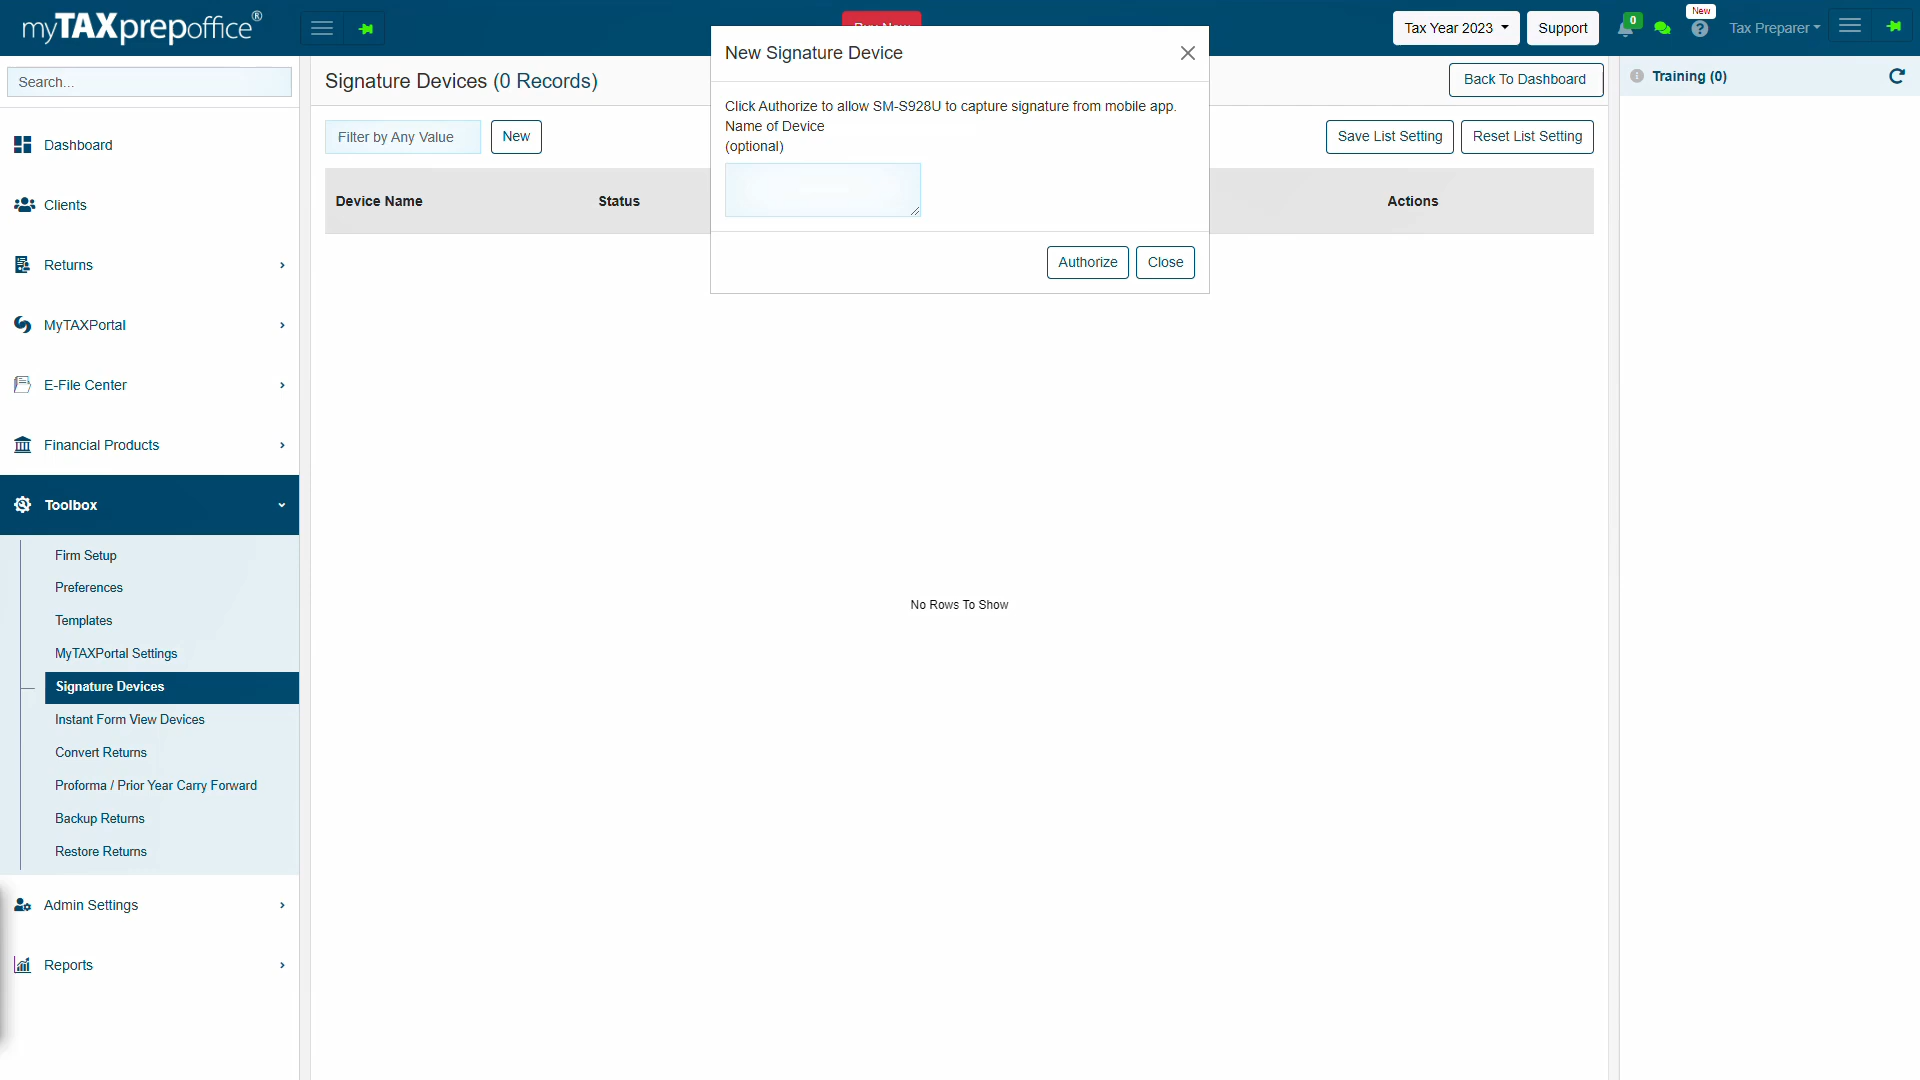 myTAXprepoffice®
Tax Year 2023
Support
0
New
Tax Preparer
New Signature Device
Click Authorize to allow SM-S928U to capture signature from mobile app.
Name of Device
(optional)
Authorize
Close
Search...
Dashboard
Clients
Returns
MyTAXPortal
E-File Center
Financial Products
Toolbox
Firm Setup
Preferences
Templates
MyTAXPortal Settings
Signature Devices
Instant Form View Devices
Convert Returns
Proforma / Prior Year Carry Forward
Backup Returns
Restore Returns
Admin Settings
Reports
Signature Devices (0 Records)
Back To Dashboard
Filter by Any Value
New
Save List Setting
Reset List Setting
Device Name
Status
Actions
No Rows To Show
Training (0)